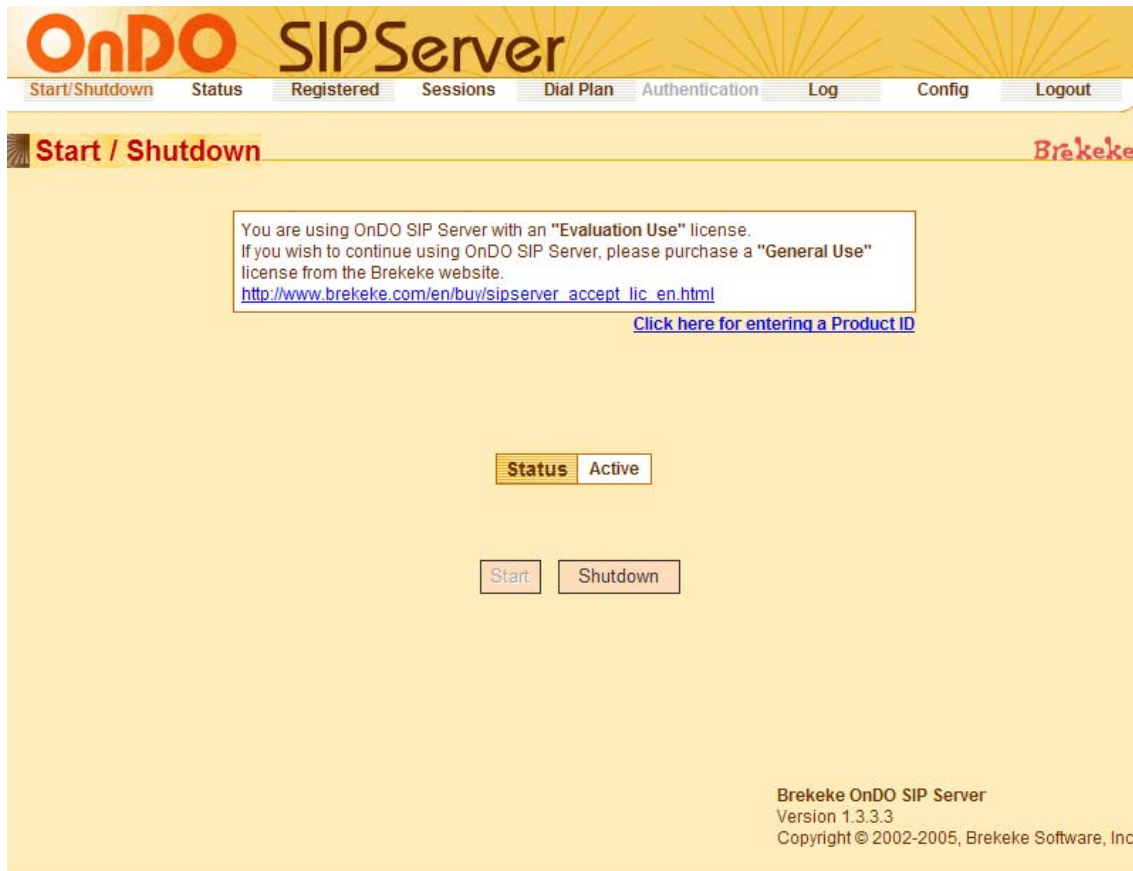 OnDO SIPServer
Start/Shutdown Status Registered Sessions Dial Plan Authentication Log Config Logout
Start / Shutdown
Brekeke
You are using OnDO SIP Server with an "Evaluation Use" license.
If you wish to continue using OnDO SIP Server, please purchase a "General Use"
license from the Brekeke website.
http://www.brekeke.com/en/buy/sipserver_accept_lic_en.html
Click here for entering a Product ID
Status Active
Start Shutdown
Brekeke OnDO SIP Server
Version 1.3.3.3
Copyright © 2002-2005, Brekeke Software, Inc